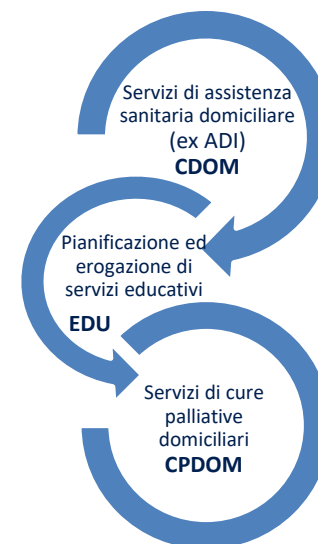 Servizi di assistenza
sanitaria domiciliare
(ex ADI)
CDOM
Pianificazione ed
erogazione di
servizi educativi
EDU
Servizi di cure
palliative
domiciliari
CPDOM